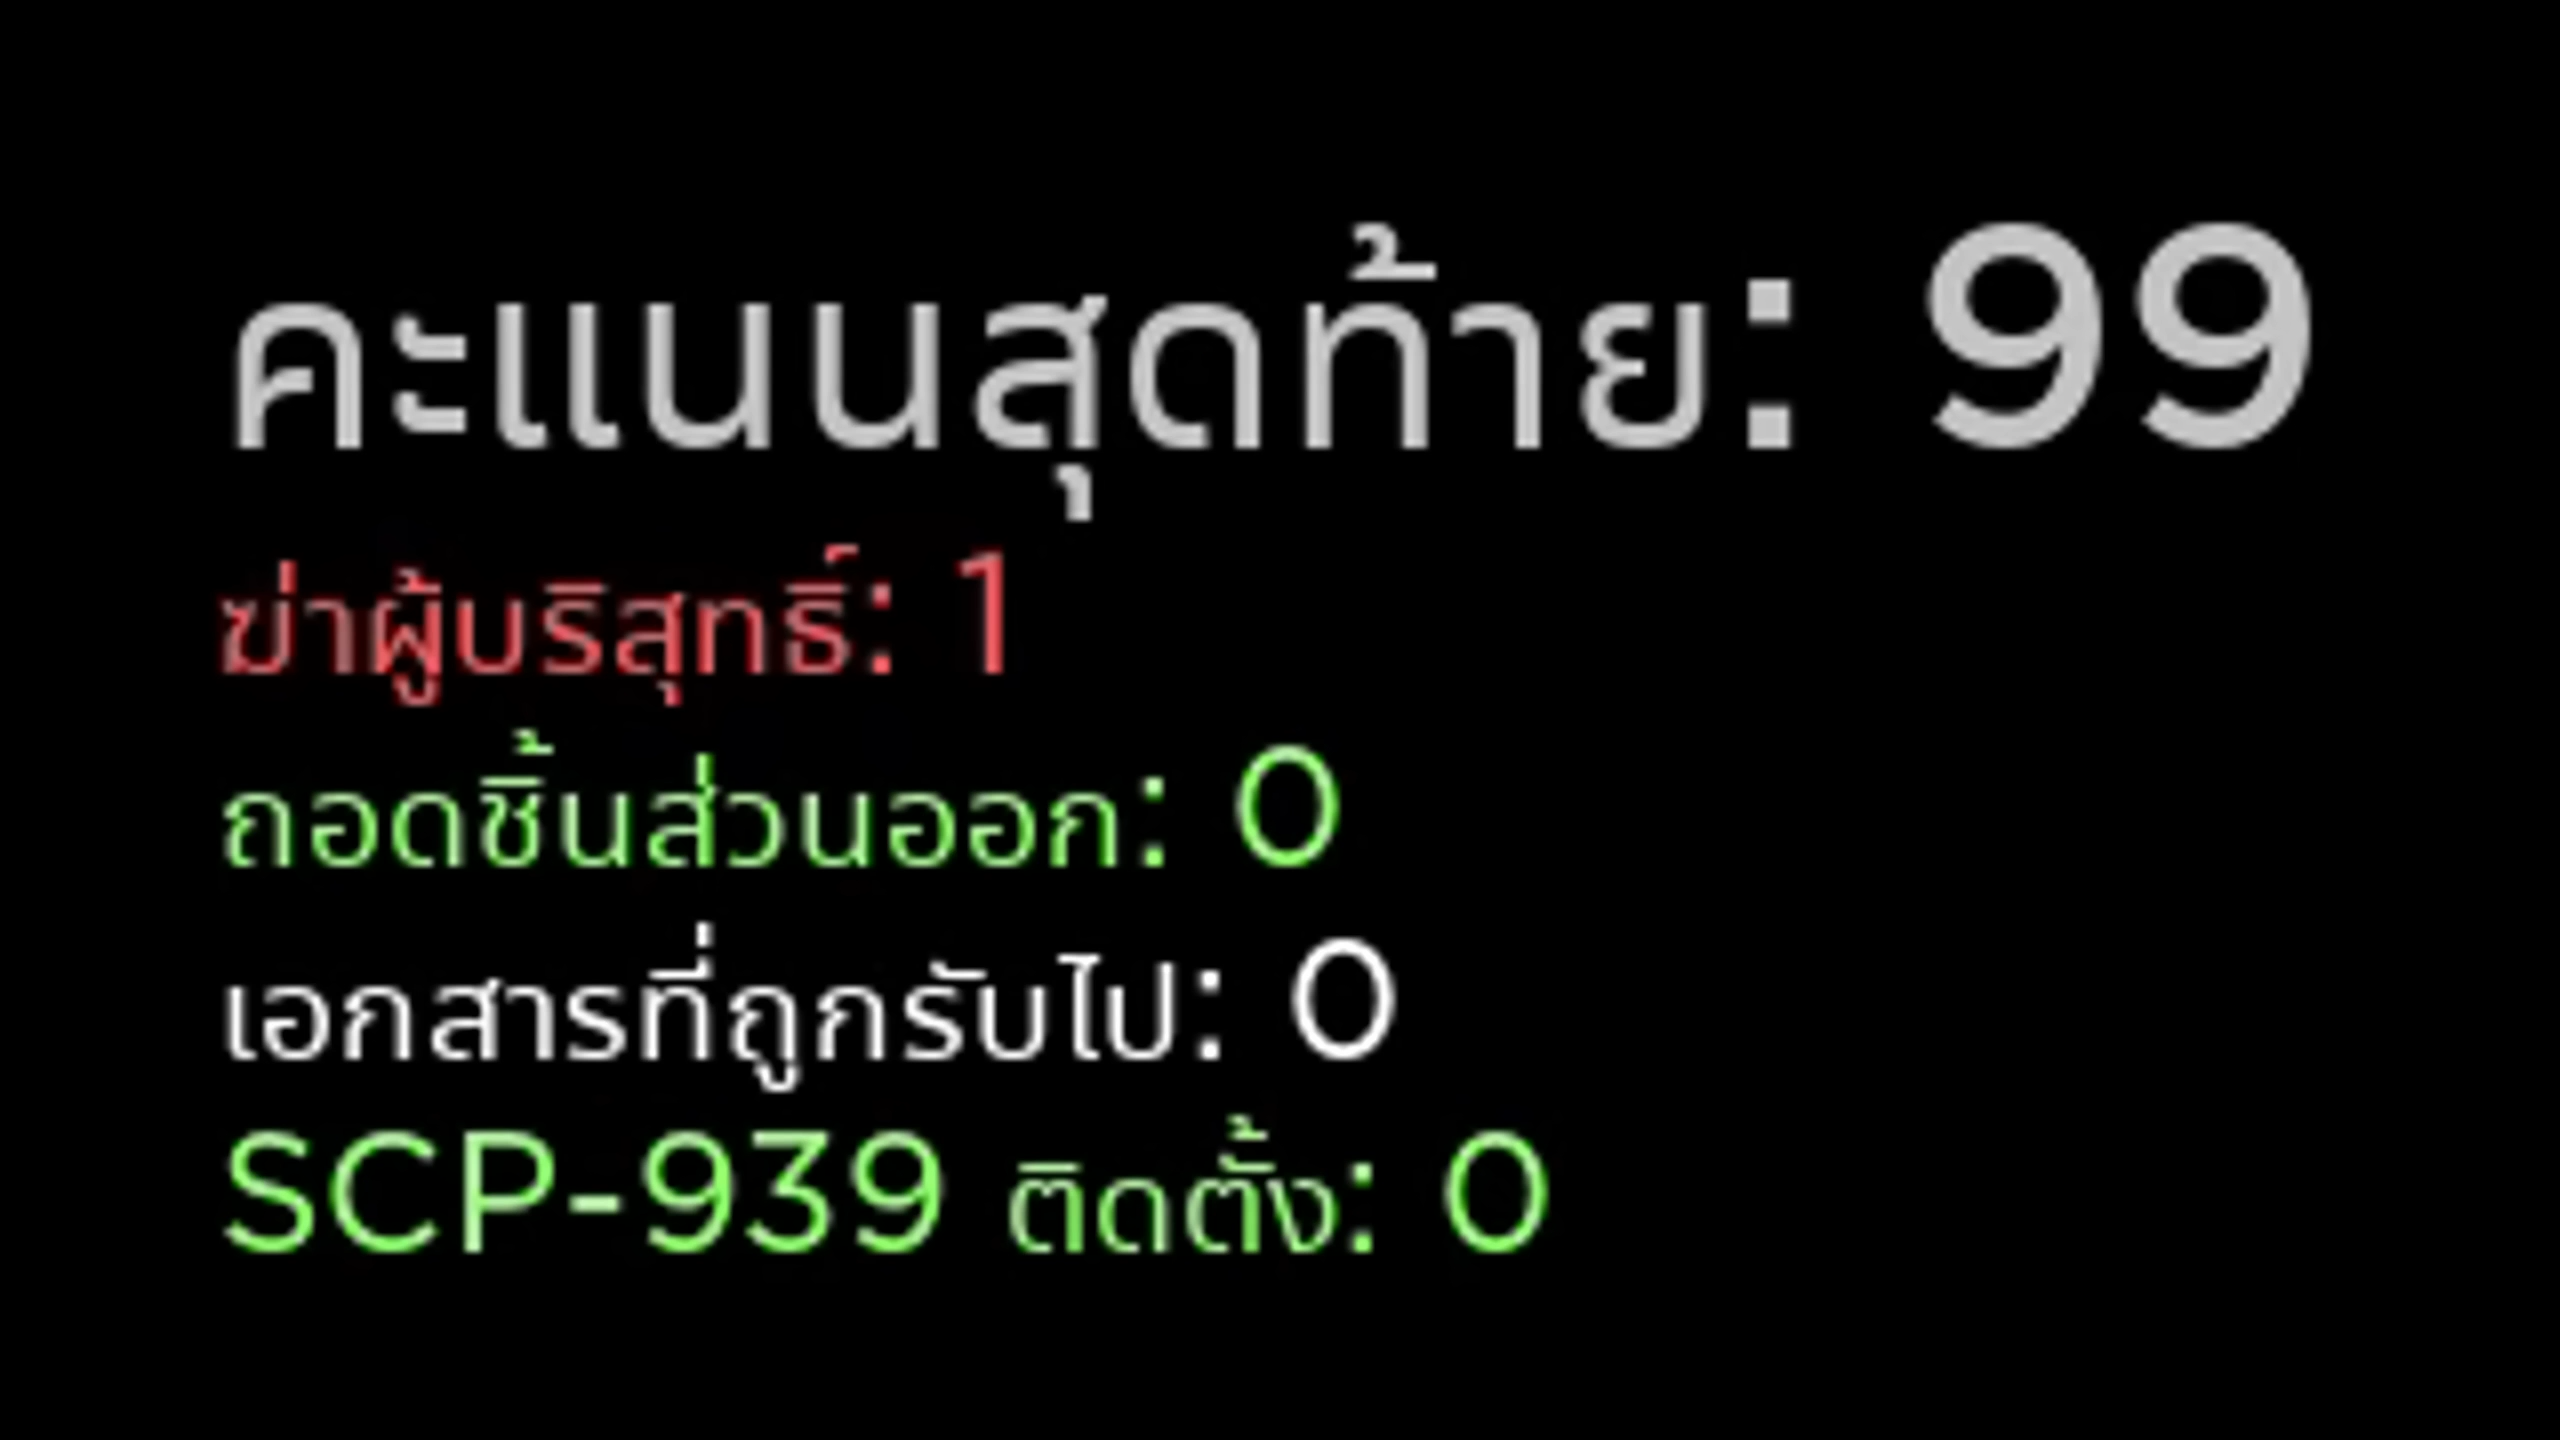 คะแนนสุดท้าย: 99
ฆ่าผู้บริสุทธิ์: 1
ถอดชิ้นส่วนออก: 0
เอกสารที่ถูกรับไป: 0
SCP-939 ติดตั้ง: 0